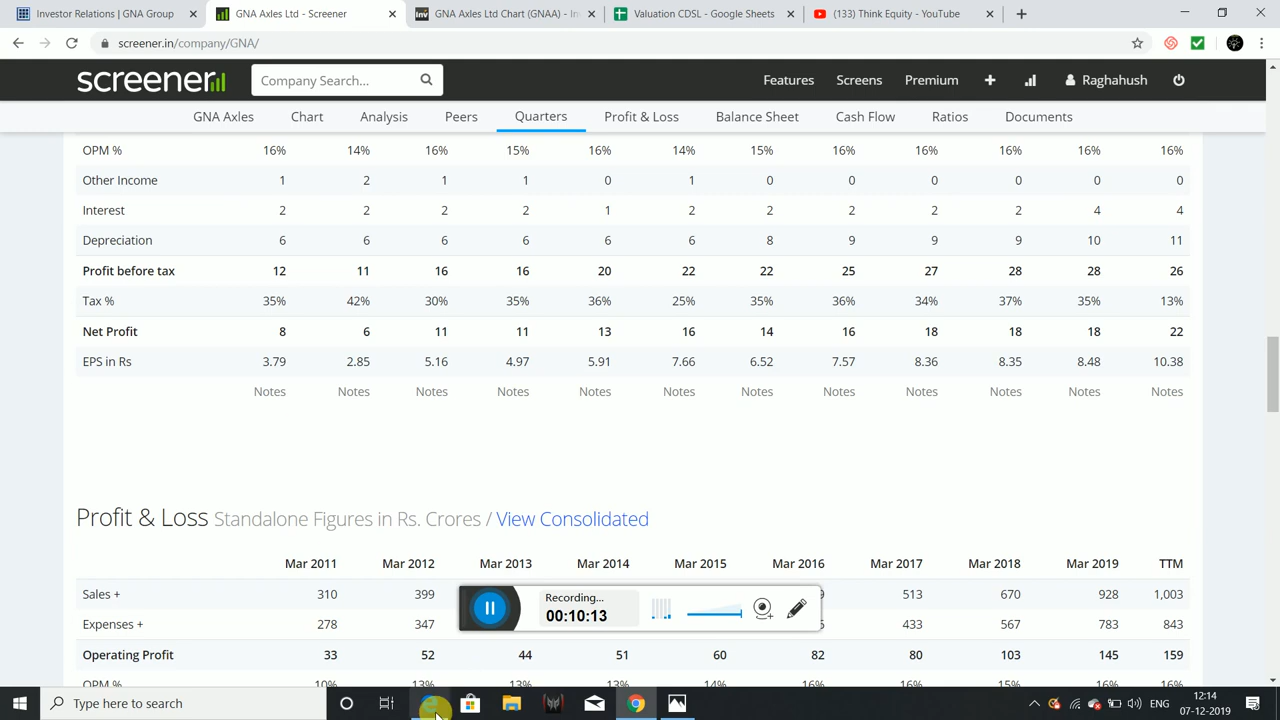 Investor Relations I GNA Group
GNA Axles Ltd - Screener
GNA Axles Ltd Chart (GNAA) - In
Valuation CDSL - Google Sheets
(133) Think Equity - YouTube
screener.in/company/GNA/
screener
Company Search...
Features Screens Premium Raghahush
GNA Axles Chart Analysis Peers Quarters Profit & Loss Balance Sheet Cash Flow Ratios Documents
OPM % 16% 14% 16% 15% 16% 14% 15% 16% 16% 16% 16% 16%
Other Income 1 2 1 1 0 1 0 0 0 0 0 0
Interest 2 2 2 2 1 2 2 2 2 2 4 4
Depreciation 6 6 6 6 6 6 8 9 9 9 10 11
Profit before tax 12 11 16 16 20 22 22 25 27 28 28 26
Tax % 35% 42% 30% 35% 36% 25% 35% 36% 34% 37% 35% 13%
Net Profit 8 6 11 11 13 16 14 16 18 18 18 22
EPS in Rs 3.79 2.85 5.16 4.97 5.91 7.66 6.52 7.57 8.36 8.35 8.48 10.38
Notes Notes Notes Notes Notes Notes Notes Notes Notes Notes Notes Notes
Profit & Loss Standalone Figures in Rs. Crores / View Consolidated
Mar 2011 Mar 2012 Mar 2013 Mar 2014 Mar 2015 Mar 2016 Mar 2017 Mar 2018 Mar 2019 TTM
Sales + 310 399 513 670 928 1,003
Expenses + 278 347 433 567 783 843
Operating Profit 33 52 44 51 60 82 80 103 145 159
OPM % 10% 13% 13% 13% 14% 16% 16% 15% 16% 16%
Recording...
00:10:13
Type here to search
ENG
12:14
07-12-2019